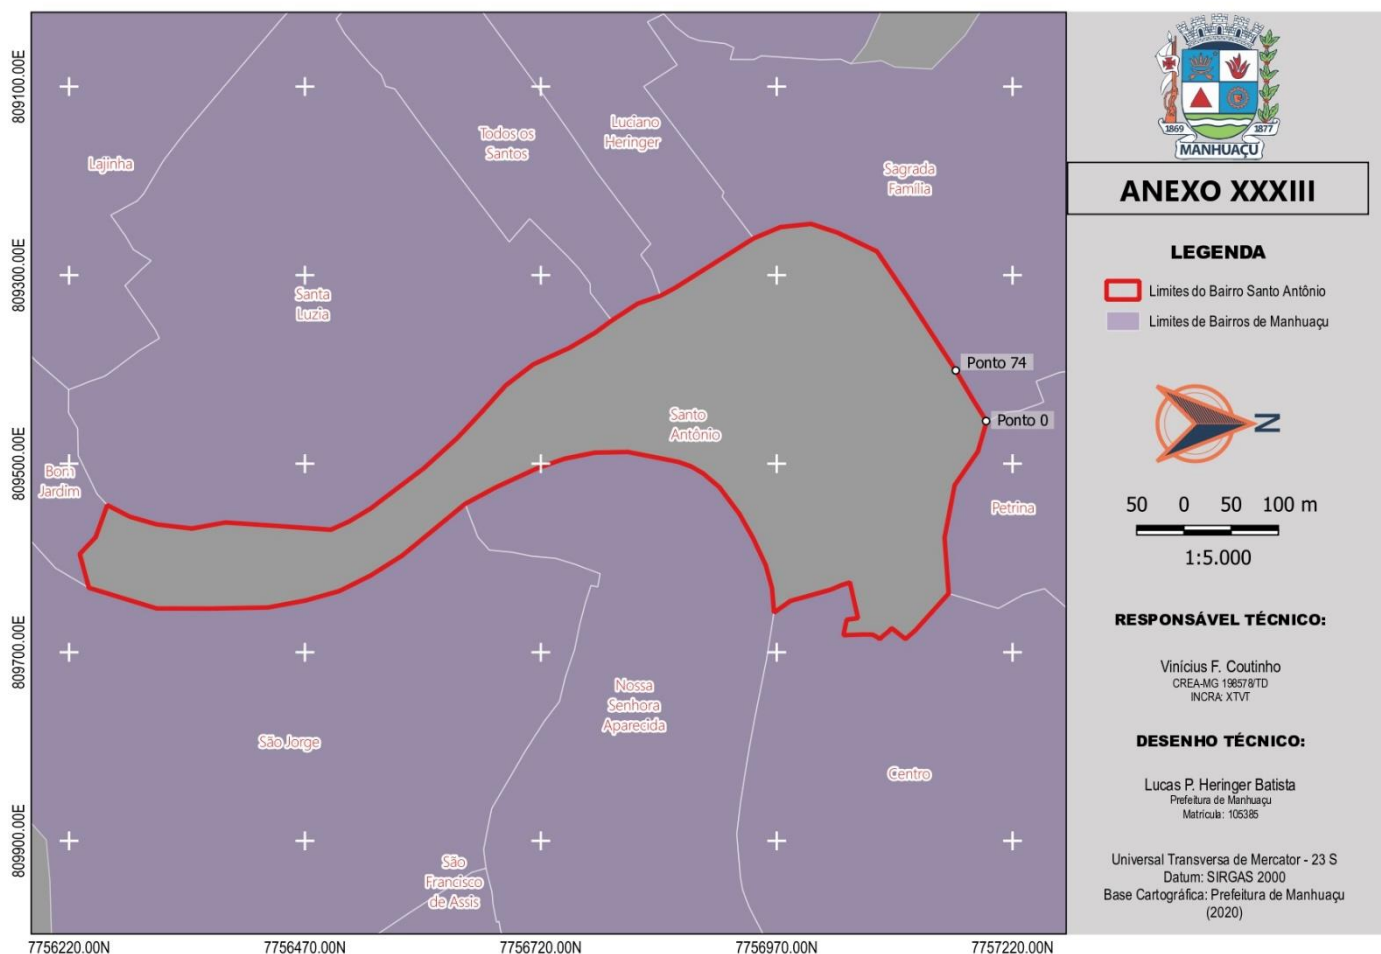 809100.00E
809300.00E
809500.00E
809700.00E
809900.00E
7756220.00N
7756470.00N
7756720.00N
7756970.00N
7757220.00N
Lajinha
Todos os
Santos
Luciano
Heringer
Sagrada
Família
Santa
Luzia
Ponto 74
Santo
Antônio
Ponto 0
Bom
Jardim
Petrina
Nossa
Senhora
Aparecida
São Jorge
Centro
São
Francisco
de Assis
1869
1877
MANHUAÇU
ANEXO XXXIII
LEGENDA
Limites do Bairro Santo Antônio
Limites de Bairros de Manhuaçu
N
50 0 50 100 m
1:5.000
RESPONSÁVEL TÉCNICO:
Vinícius F. Coutinho
CREA-MG 198578/TD
INCRA: XTVT
DESENHO TÉCNICO:
Lucas P. Heringer Batista
Prefeitura de Manhuaçu
Matrícula: 105385
Universal Transversa de Mercator - 23 S
Datum: SIRGAS 2000
Base Cartográfica: Prefeitura de Manhuaçu
(2020)